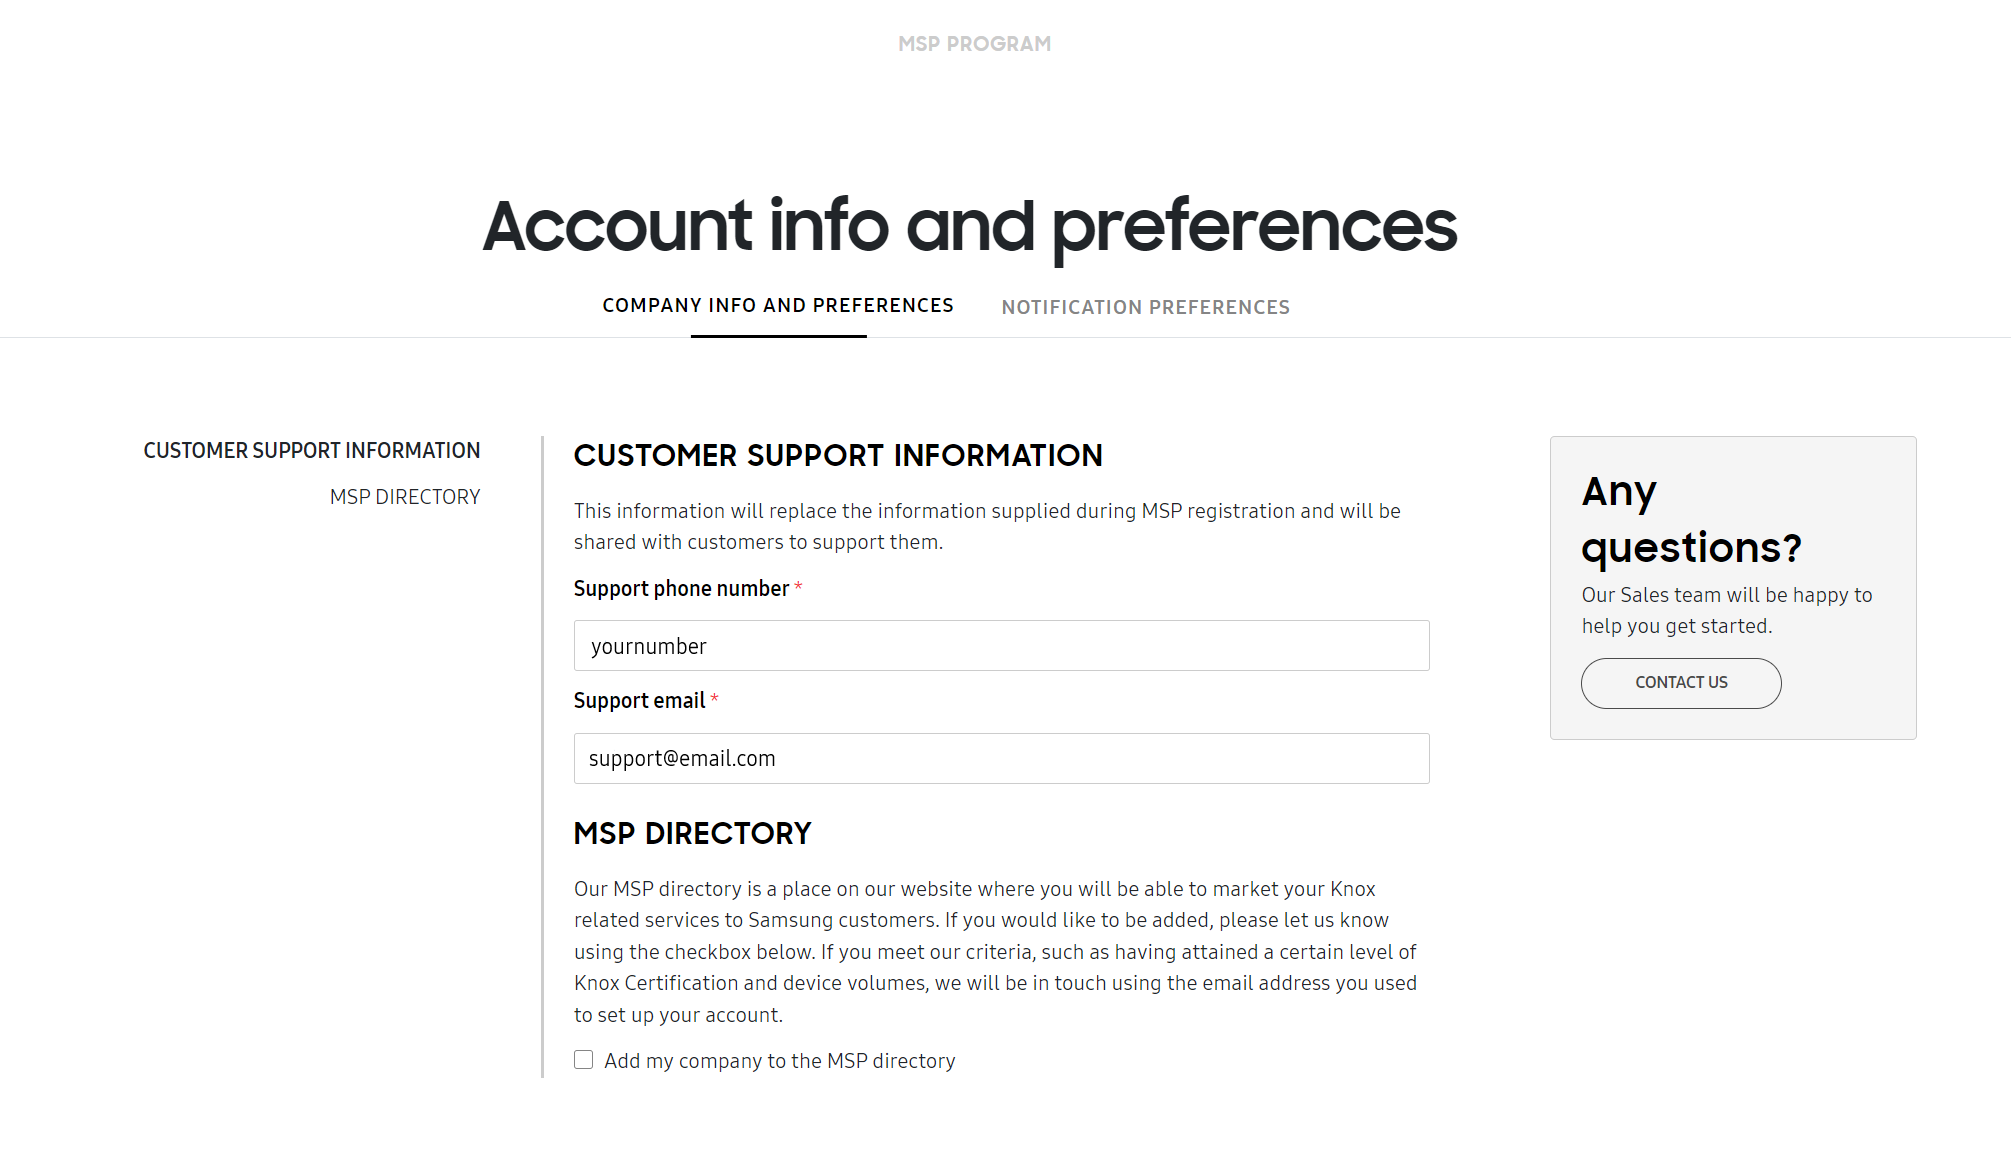 MSP PROGRAM
Account info and preferences
COMPANY INFO AND PREFERENCES
NOTIFICATION PREFERENCES
CUSTOMER SUPPORT INFORMATION
MSP DIRECTORY
CUSTOMER SUPPORT INFORMATION
This information will replace the information supplied during MSP registration and will be
shared with customers to support them.
Support phone number *
yournumber
Support email *
support@email.com
MSP DIRECTORY
Our MSP directory is a place on our website where you will be able to market your Knox
related services to Samsung customers. If you would like to be added, please let us know
using the checkbox below. If you meet our criteria, such as having attained a certain level of
Knox Certification and device volumes, we will be in touch using the email address you used
to set up your account.
Add my company to the MSP directory
Any
questions?
Our Sales team will be happy to
help you get started.
CONTACT US